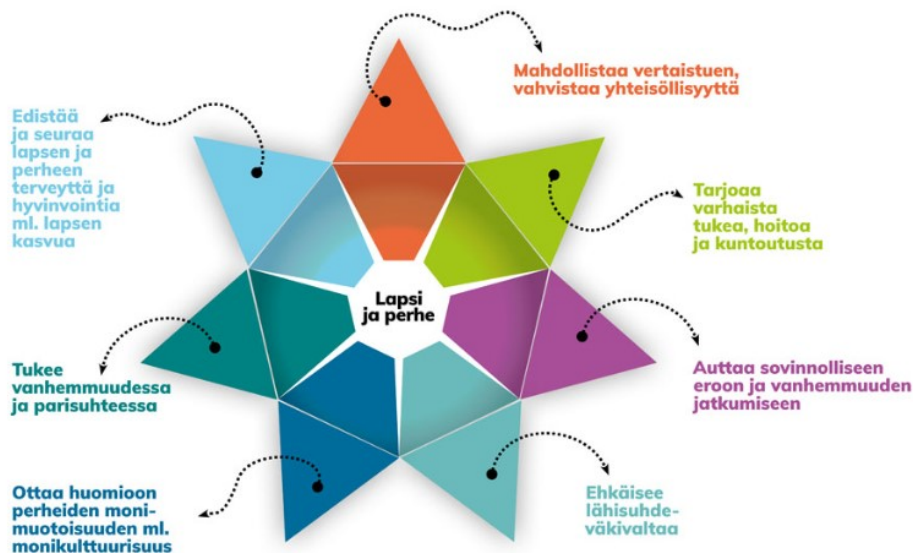 Mahdollistaa vertaistuen,
vahvistaa yhteisöllisyyttä
Edistää
ja seuraa
lapsen ja
perheen
terveyttä ja
hyvinvointia
ml. lapsen
kasvua
Tarjoaa
varhaista
tukea, hoitoa
ja kuntoutusta
Lapsi
ja perhe
Tukee
vanhemmuudessa
ja parisuhteessa
Auttaa sovinnolliseen
eroon ja vanhemmuuden
jatkumiseen
Ottaa huomioon
perheiden moni-
muotoisuuden ml.
monikulttuurisuus
Ehkäisee
lähisuhde-
väkivaltaa